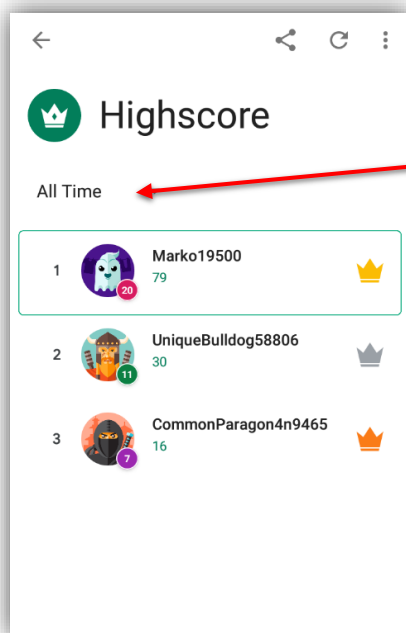 Highscore
All Time
1
Marko19500
79
20
2
UniqueBulldog58806
30
11
3
CommonParagon4n9465
16
7